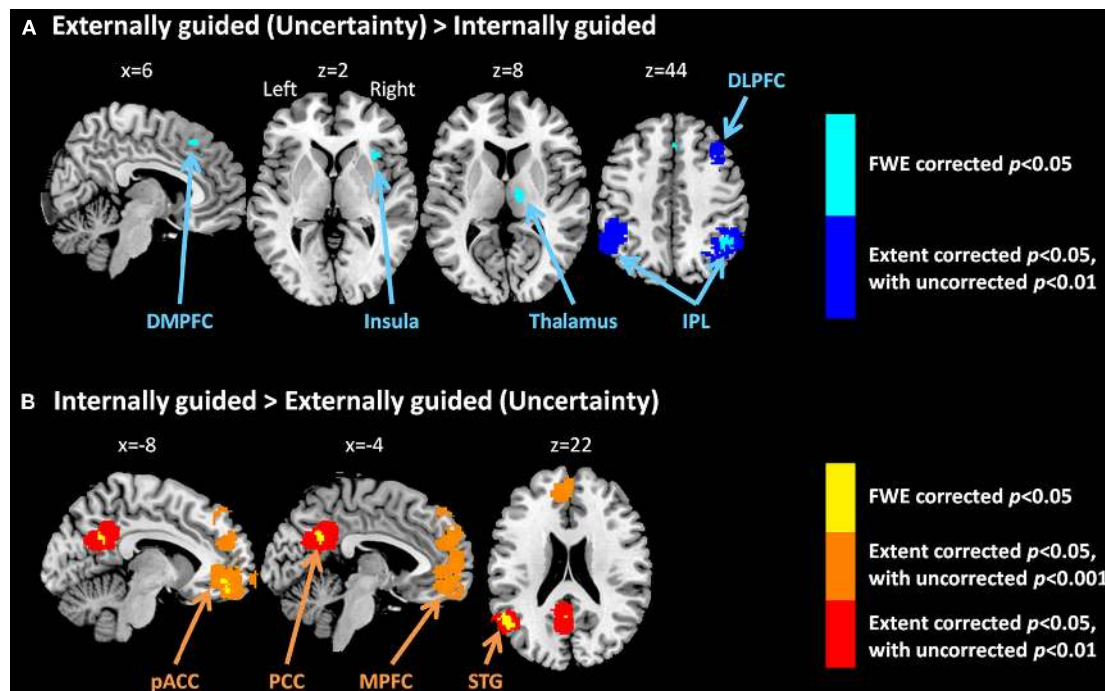 A Externally guided (Uncertainty) > Internally guided
x=6
z=2
z=8
z=44
DLPFC
Left
Right
FWE corrected p<0.05
Extent corrected p<0.05,
with uncorrected p<0.01
DMPFC
Insula
Thalamus
IPL
B Internally guided > Externally guided (Uncertainty)
x=-8
x=-4
z=22
FWE corrected p<0.05
Extent corrected p<0.05,
with uncorrected p<0.001
Extent corrected p<0.05,
with uncorrected p<0.01
pACC
PCC
MPFC
STG